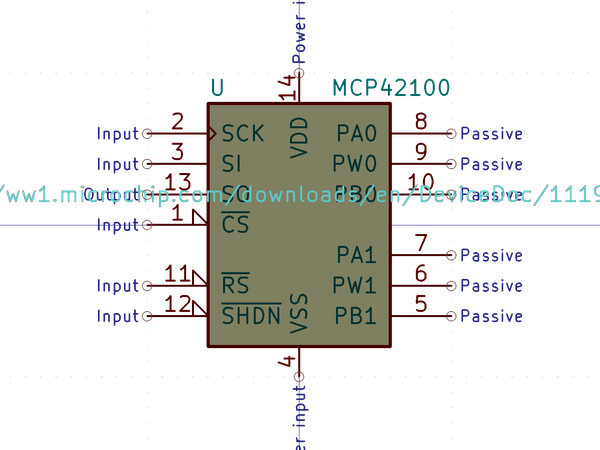 Power i
14
U MCP42100
VDD
Input 2 SCK PA0 8 Passive
Input 3 SI PW0 9 Passive
Output 13 SO PB0 10 Passive
/ww1.microchip.com/downloads/en/DeviceDoc/1119
Input 1 CS
PA1 7 Passive
Input 11 RS PW1 6 Passive
Input 12 SHDN PB1 5 Passive
VSS
4
er input